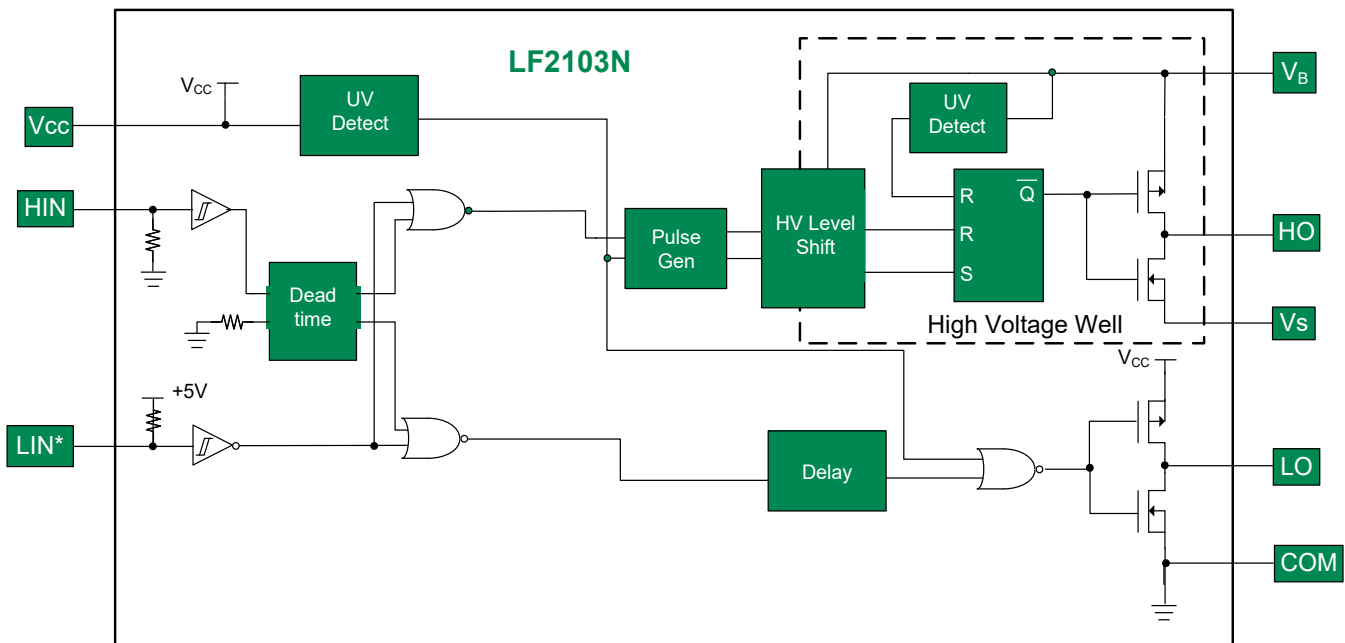 LF2103N
VCC
Vcc
UV
Detect
VB
UV
Detect
HIN
R
Q̅
R
S
HV Level
Shift
Pulse
Gen
HO
Dead
time
High Voltage Well
Vs
VCC
+5V
LIN*
Delay
LO
COM